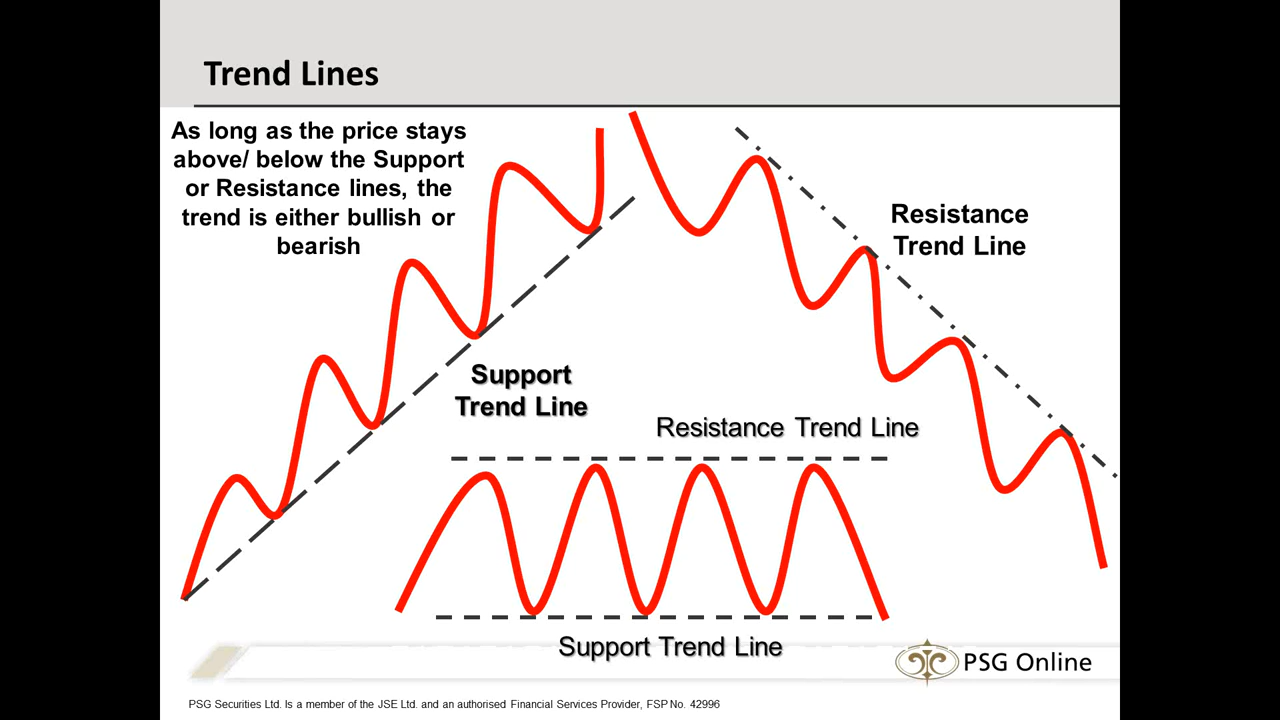 Trend Lines
As long as the price stays
above/ below the Support
or Resistance lines, the
trend is either bullish or
bearish
Resistance
Trend Line
Support
Trend Line
Resistance Trend Line
Support Trend Line
PSG Online
PSG Securities Ltd. Is a member of the JSE Ltd. and an authorised Financial Services Provider, FSP No. 42996